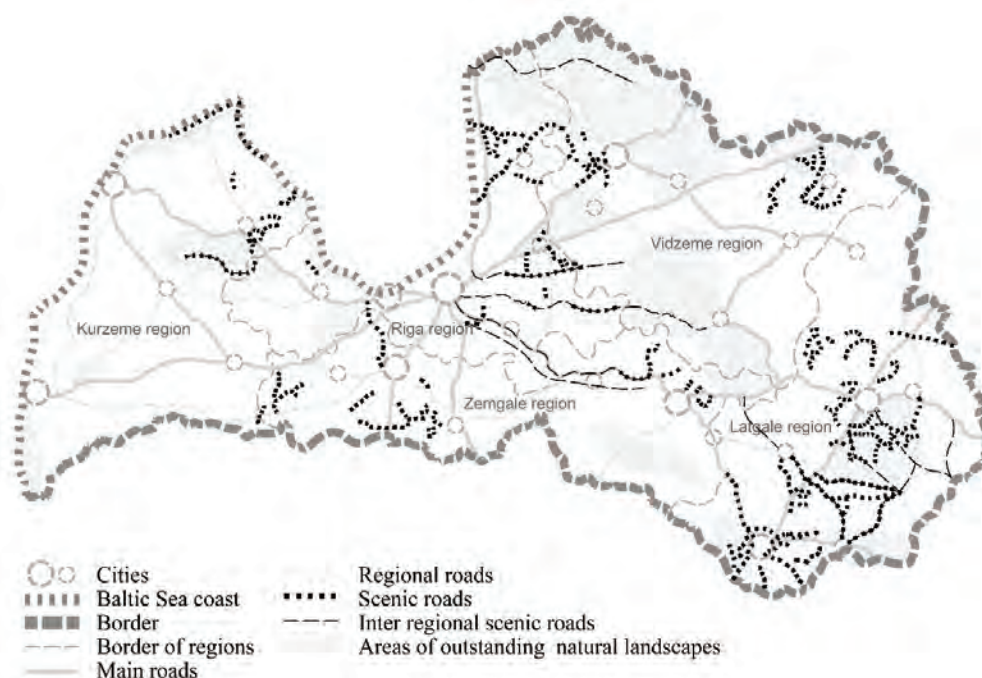 Vidzeme region
Kurzeme region
Riga region
Zemgale region
Latgale region
Cities
Baltic Sea coast
Border
Border of regions
Main roads
Regional roads
Scenic roads
Inter regional scenic roads
Areas of outstanding natural landscapes